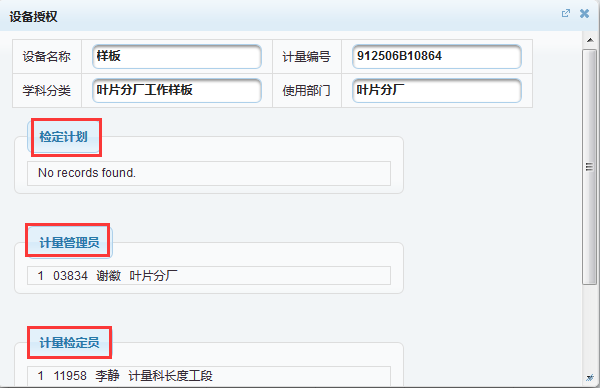 设备授权
设备名称 样板 计量编号 912506B10864
学科分类 叶片分厂工作样板 使用部门 叶片分厂
检定计划
No records found.
计量管理员
1 03834 谢徽 叶片分厂
计量检定员
1 11958 李静 计量科长度工段